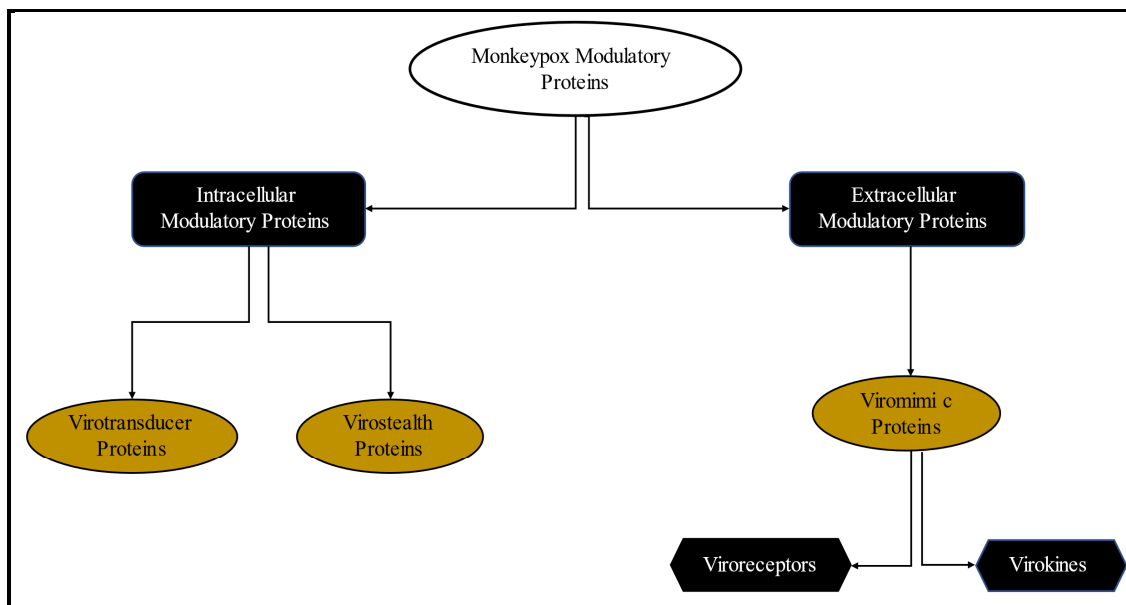 Monkeypox Modulatory
Proteins
Intracellular
Modulatory Proteins
Extracellular
Modulatory Proteins
Virotransducer
Proteins
Virostealth
Proteins
Viromimi c
Proteins
Viroreceptors
Virokines